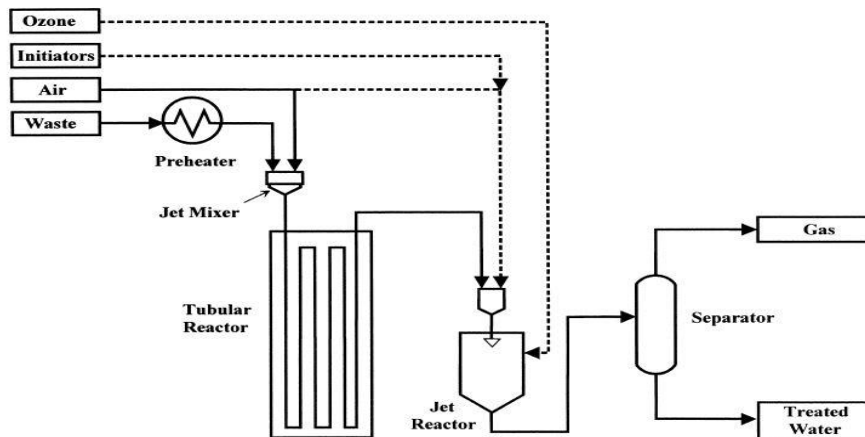 Ozone
Initiators
Air
Waste
Preheater
Jet Mixer
Tubular
Reactor
Jet
Reactor
Separator
Gas
Treated
Water